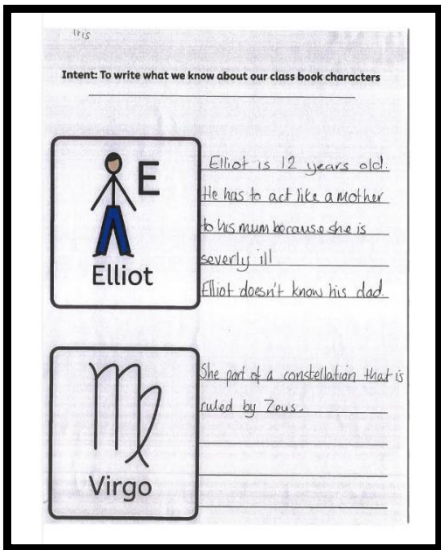 Intent: To write what we know about our class book characters
E
Elliot
Elliot is 12 years old.
He has to act like a mother
to his mum because she is
severly ill
Elliot doesn't know his dad.
Virgo
She part of a constellation that is
ruled by Zeus.